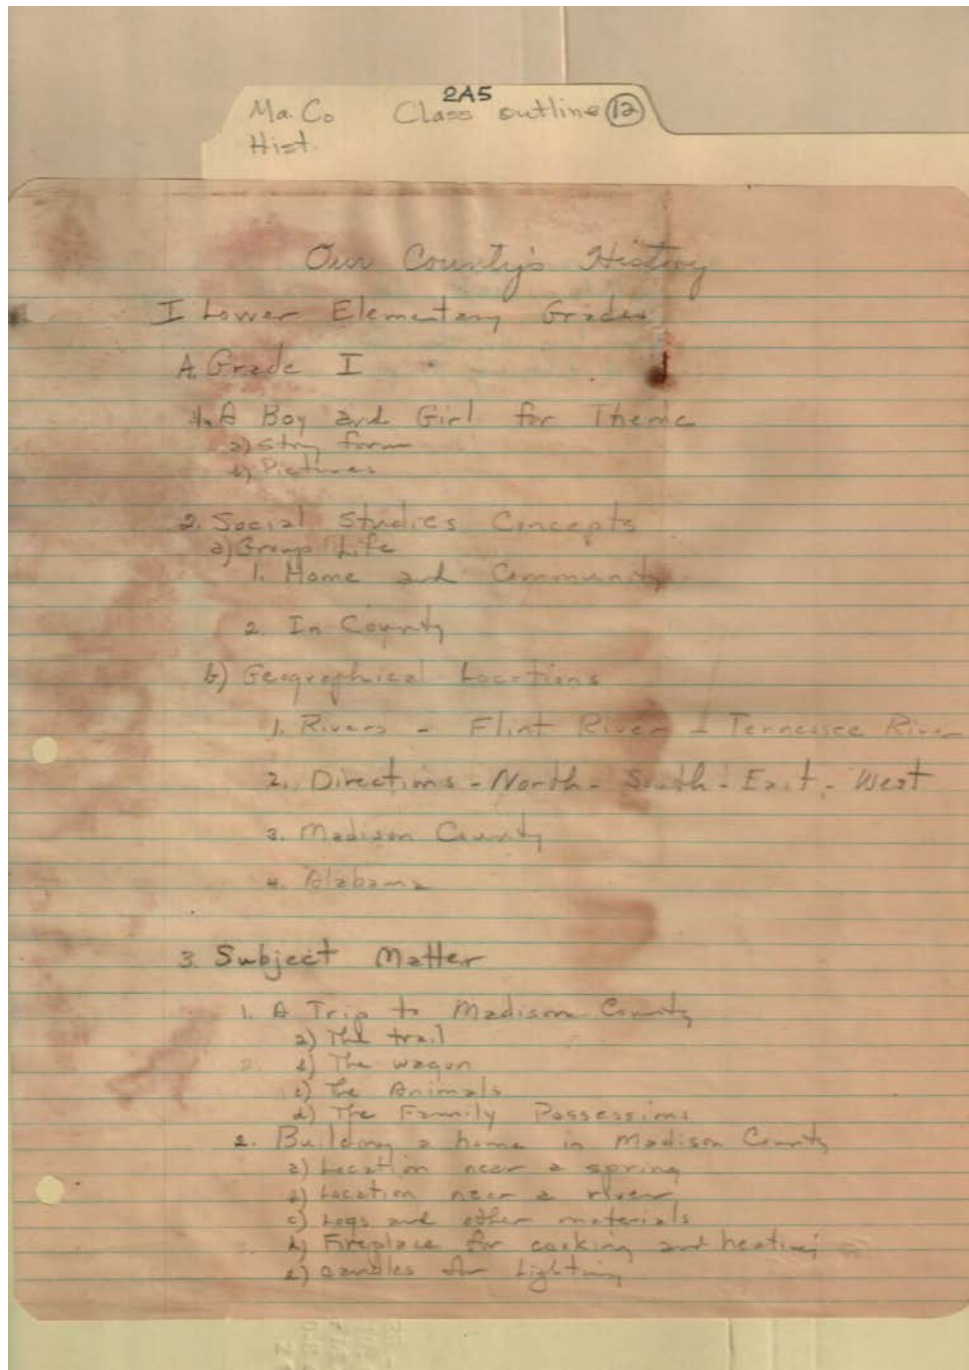 2A5
Ma. Co Class outline 12
Hist.
Our County's History
I Lower Elementary Grades
A. Grade I
1. A Boy and Girl for Theme
a) Story form
b) Pictures
2. Social Studies Concepts
a) Group Life
1. Home and Community
2. In County
b) Geographical Locations
1. Rivers - Flint River - Tennessee River
2. Directions - North - South - East - West
3. Madison County
4. Alabama
3. Subject Matter
1. A Trip to Madison County
a) The trail
b) The wagon
c) The Animals
d) The Family Possessions
2. Building a home in Madison County
a) Location near a spring
b) Location near a river
c) Logs and other materials
d) Fireplace for cooking and heating
e) Candles for Lighting